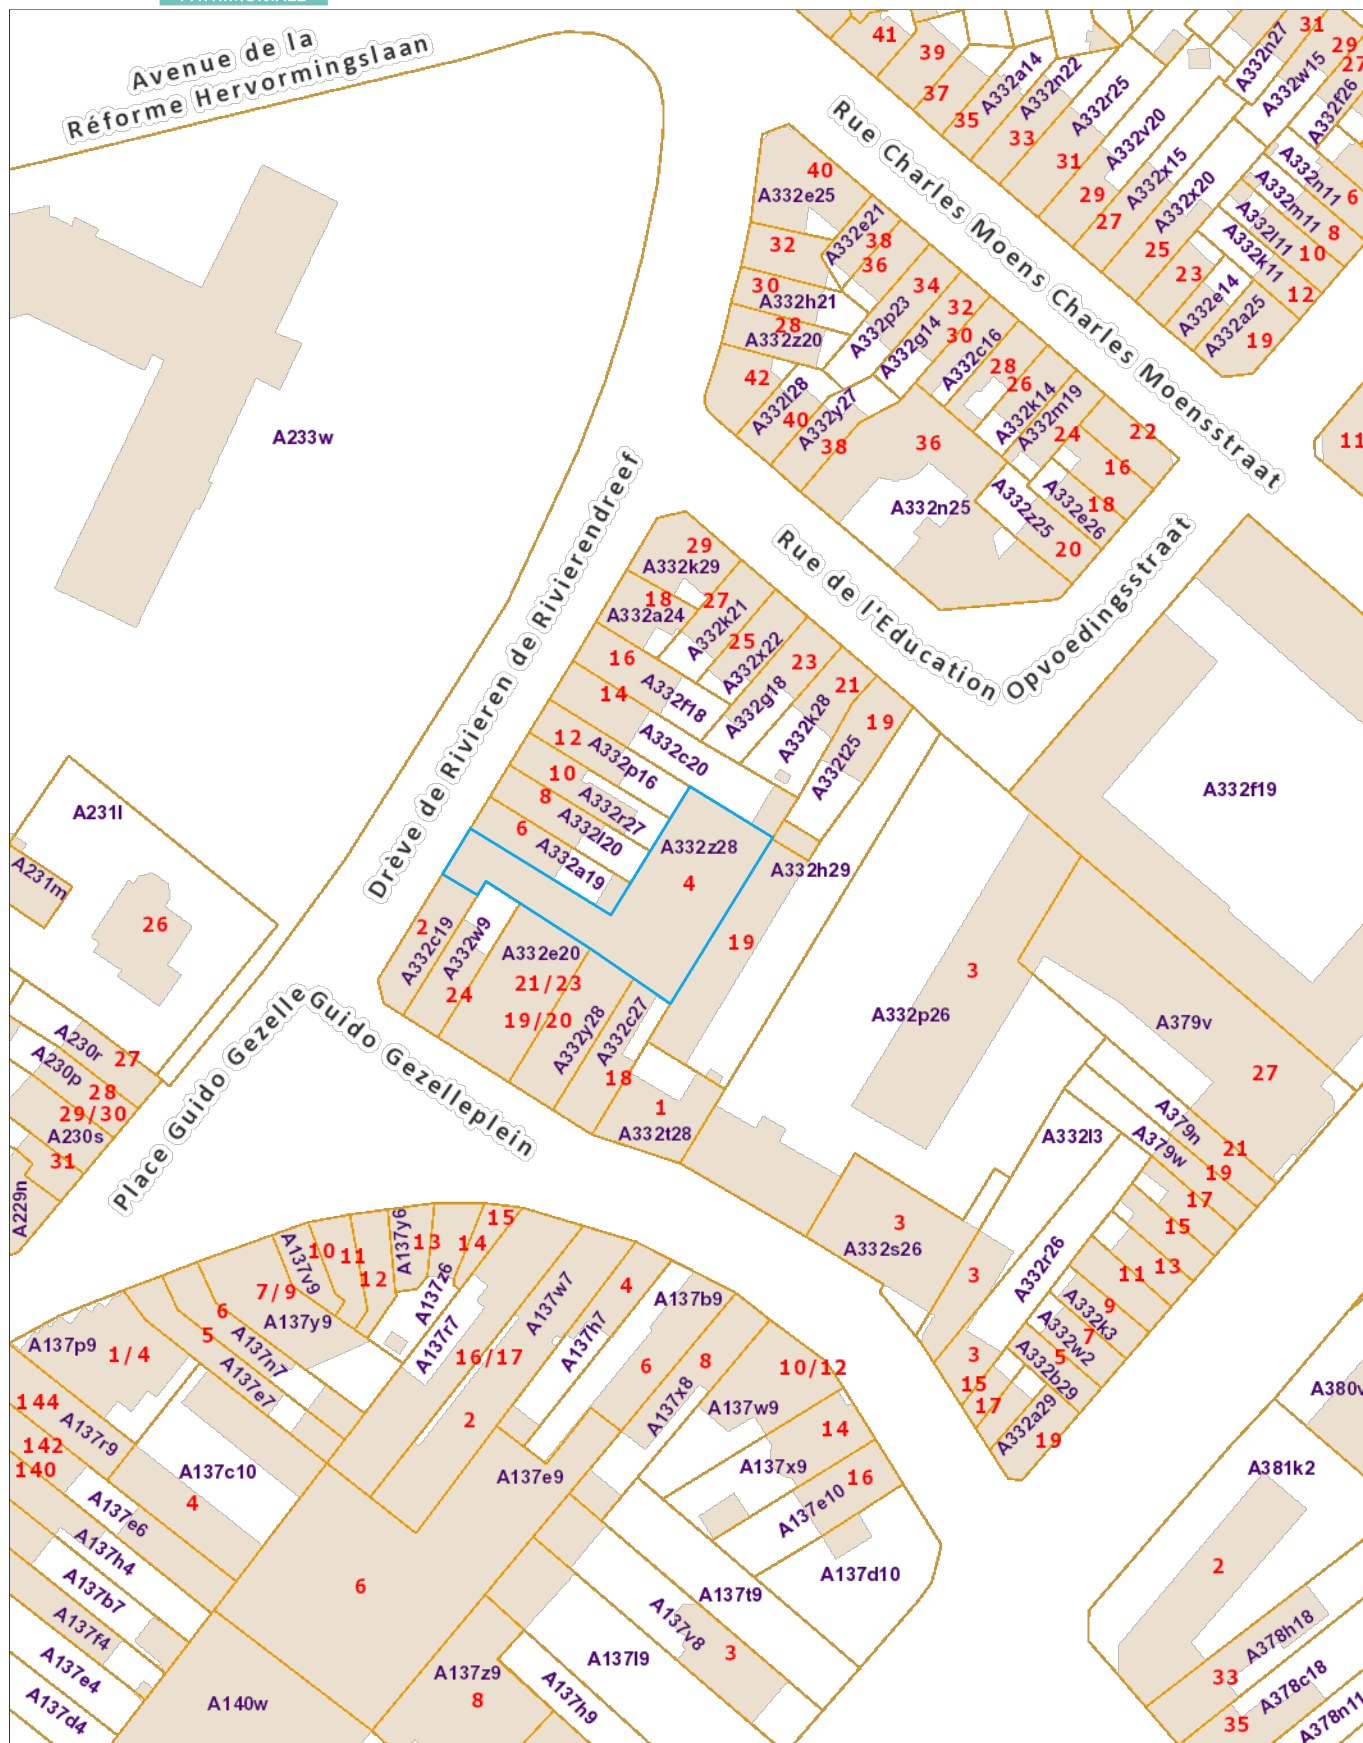 PATRIMONIALE
Avenue de la
Réforme Hervormingslaan
Rue Charles Moens Charles Moensstraat
Drève de Rivieren de Rivierendreef
Rue de l'Education
Opvoedingsstraat
Place Guido Gezelle
Guido Gezelleplein
41
39
37
35
A332a14
A332n22
33
A332r25
31
A332v20
29
A332x15
27
A332x20
25
23
A332e14
A332a25
19
A332n27
31
A332w15
29
27
A332f26
A332n11
6
A332m11
8
A332l11
10
A332k11
12
11
40
A332e25
32
A332e21
38
36
30
A332h21
28
A332z20
34
A332p23
32
A332g14
30
A332c16
28
26
A332k14
A332m19
24
22
16
18
A332e26
A332z25
20
42
A332l28
40
A332y27
38
36
A332n25
A233w
29
A332k29
18
A332a24
27
A332k21
25
A332x22
23
A332g18
21
A332k28
19
A332t25
16
A332f18
14
A332c20
12
A332p16
10
A332r27
8
A332l20
6
A332a19
A332z28
4
A332h29
19
2
A332c19
A332w9
24
A332e20
21/23
19/20
A332y28
A332c27
18
1
A332t28
A332f19
A332p26
3
A379v
27
A379n
21
A379w
19
17
15
13
11
A332l3
A332r26
9
A332k3
7
A332w2
5
A332b29
A332a29
19
3
A332s26
3
3
15
17
A231l
A231m
26
A230r
27
A230p
28
29/30
A230s
31
A229n
A137p9
1/4
5
6
A137n7
A137e7
7/9
A137y9
A137v9
10
11
12
A137y6
13
A137z6
14
15
A137r7
16/17
A137w7
2
4
A137h7
A137b9
6
8
A137x8
10/12
A137w9
14
A137x9
16
A137e10
A137d10
144
A137r9
142
140
A137c10
4
A137e6
A137h4
A137b7
A137f4
A137e4
A137d4
A137e9
6
A140w
A137z9
8
A137t9
A137v8
3
A137l9
A137h9
A380v
A381k2
2
A378h18
33
A378c18
35
A378n11